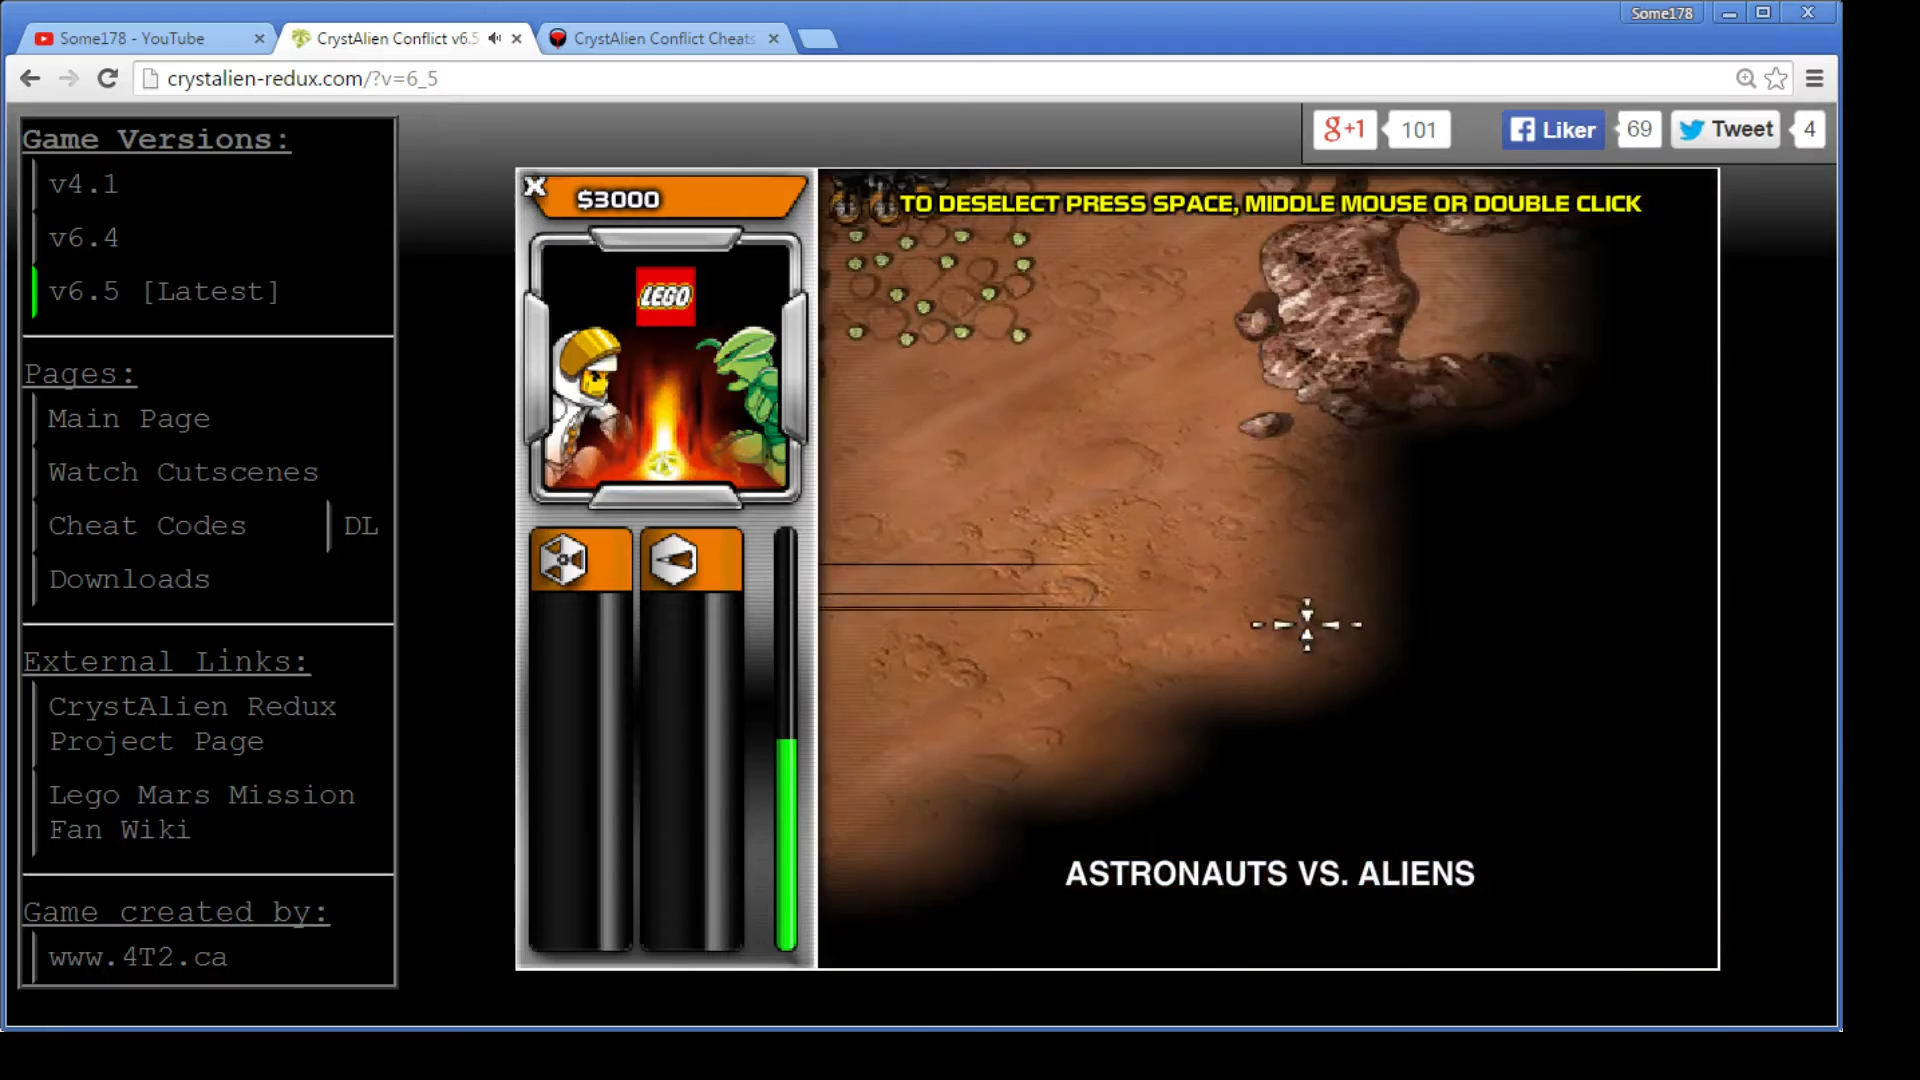 Some178
Some178 - YouTube
CrystAlien Conflict v6.5
CrystAlien Conflict Cheats
crystalien-redux.com/?v=6_5
g+1
101
Liker
69
Tweet
4
Game Versions:
v4.1
v6.4
v6.5 [Latest]
Pages:
Main Page
Watch Cutscenes
Cheat Codes
DL
Downloads
External Links:
CrystAlien Redux
Project Page
Lego Mars Mission
Fan Wiki
Game created by:
www.4T2.ca
X
$3000
LEGO
TO DESELECT PRESS SPACE, MIDDLE MOUSE OR DOUBLE CLICK
ASTRONAUTS VS. ALIENS